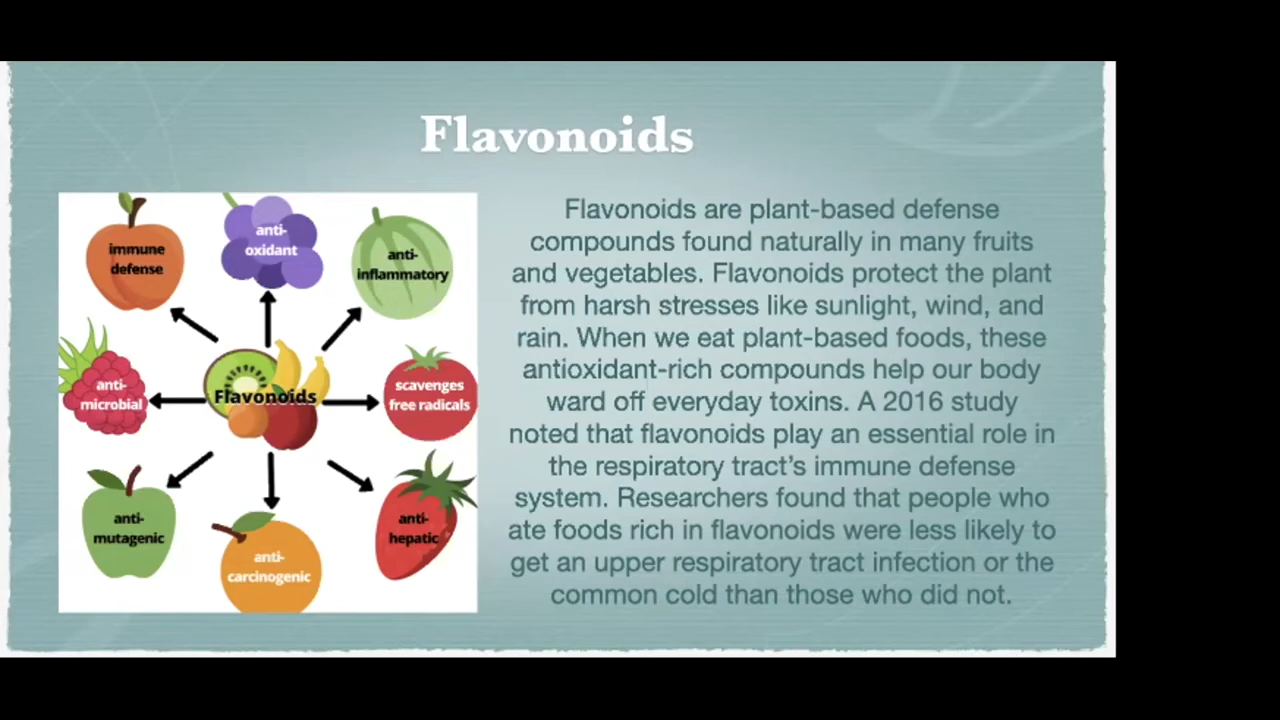 Flavonoids
immune
defense
anti-
oxidant
anti-
inflammatory
anti-
microbial
Flavonoids
scavenges
free radicals
anti-
mutagenic
anti-
carcinogenic
anti-
hepatic
Flavonoids are plant-based defense
compounds found naturally in many fruits
and vegetables. Flavonoids protect the plant
from harsh stresses like sunlight, wind, and
rain. When we eat plant-based foods, these
antioxidant-rich compounds help our body
ward off everyday toxins. A 2016 study
noted that flavonoids play an essential role in
the respiratory tract’s immune defense
system. Researchers found that people who
ate foods rich in flavonoids were less likely to
get an upper respiratory tract infection or the
common cold than those who did not.